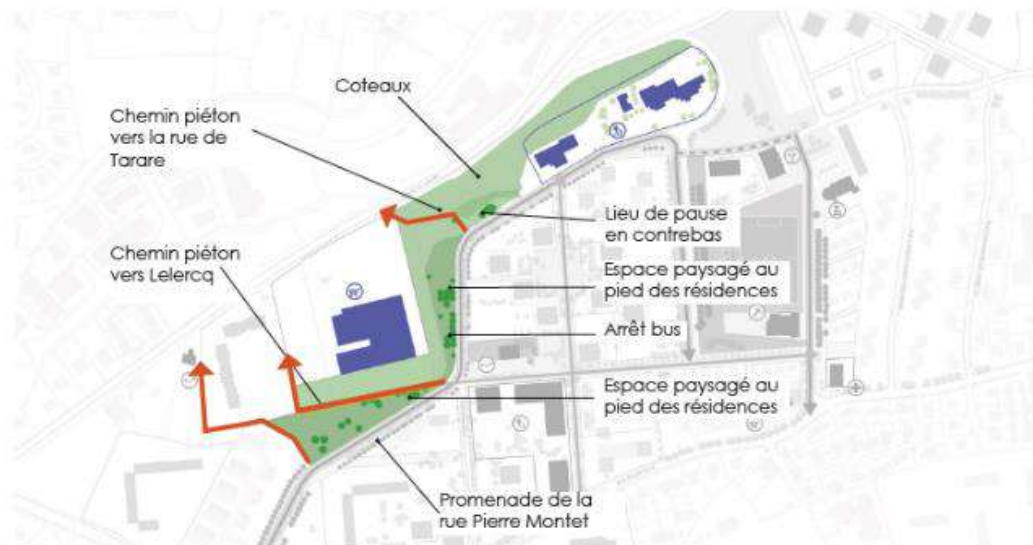 Coteaux
Chemin piéton
vers la rue de
Tarare
Lieu de pause
en contrebas
Chemin piéton
vers Lelercq
Espace paysagé au
pied des résidences
Arrêt bus
Espace paysagé au
pied des résidences
Promenade de la
rue Pierre Montet